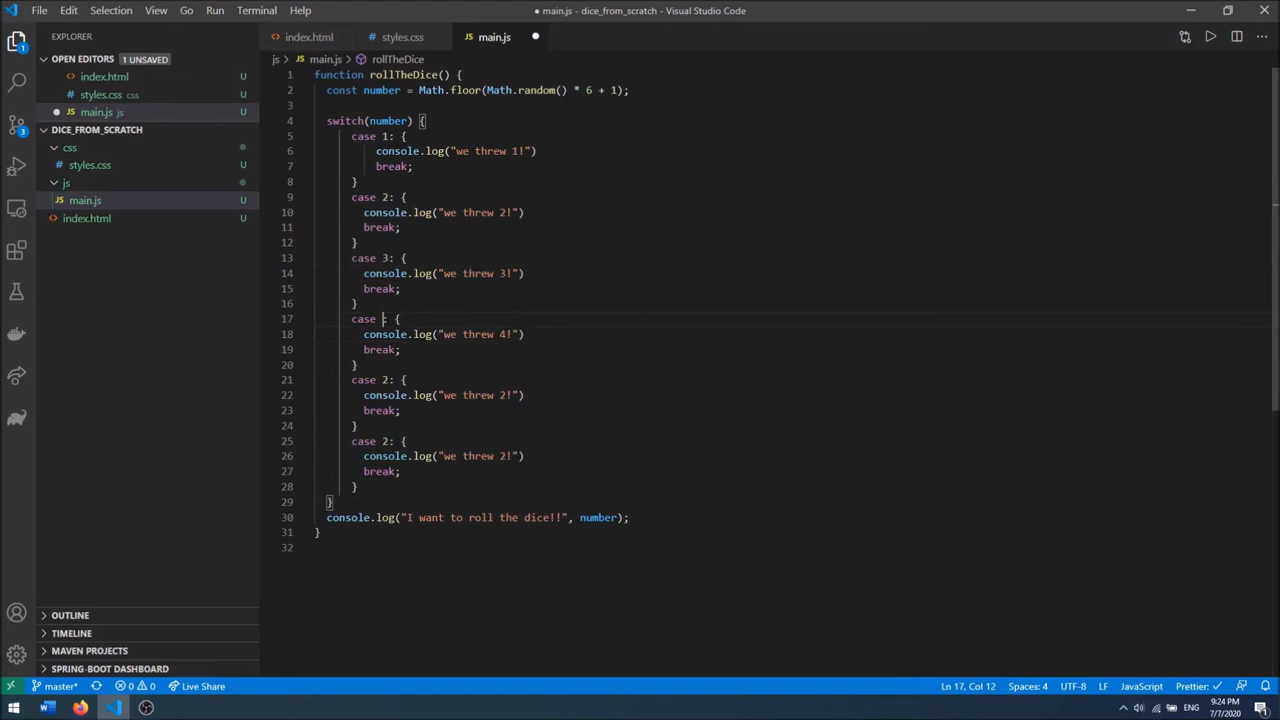 File Edit Selection View Go Run Terminal Help
● main.js - dice_from_scratch - Visual Studio Code
EXPLORER
index.html
styles.css
main.js
OPEN EDITORS 1 UNSAVED
index.html U
styles.css css U
main.js js U
DICE_FROM_SCRATCH
css
styles.css U
js
main.js U
index.html U
OUTLINE
TIMELINE
MAVEN PROJECTS
SPRING-BOOT DASHBOARD
1
3
js > main.js > rollTheDice
1 function rollTheDice() {
2 const number = Math.floor(Math.random() * 6 + 1);
3
4 switch(number) {
5 case 1: {
6 console.log("we threw 1!")
7 break;
8 }
9 case 2: {
10 console.log("we threw 2!")
11 break;
12 }
13 case 3: {
14 console.log("we threw 3!")
15 break;
16 }
17 case : {
18 console.log("we threw 4!")
19 break;
20 }
21 case 2: {
22 console.log("we threw 2!")
23 break;
24 }
25 case 2: {
26 console.log("we threw 2!")
27 break;
28 }
29 }
30 console.log("I want to roll the dice!!", number);
31 }
32
master* 0 0 Live Share
Ln 17, Col 12 Spaces: 4 UTF-8 LF JavaScript Prettier: ✓
ENG
9:24 PM
7/7/2020
1